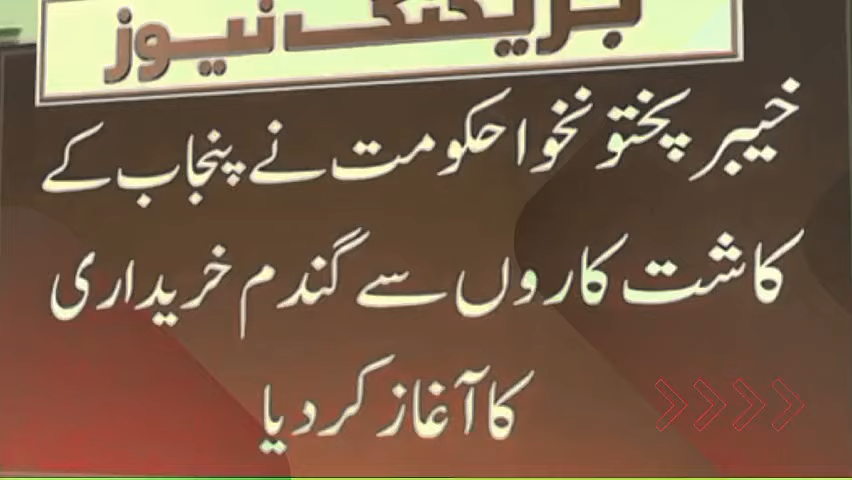 بریکنگ نیوز
خیبر پختونخوا حکومت نے پنجاب کے
کاشت کاروں سے گندم خریداری
کا آغاز کر دیا